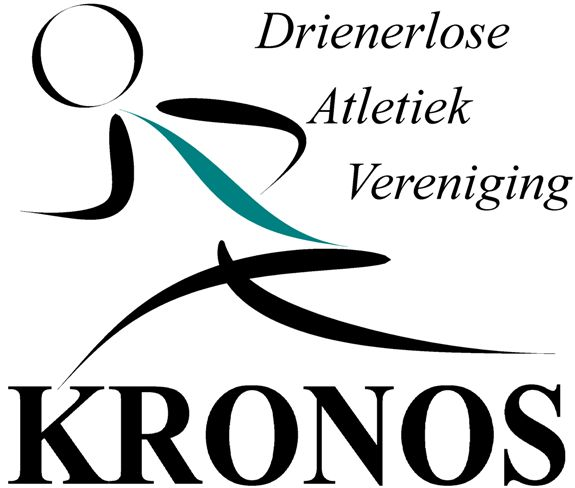 Drienerlose
Atletiek
Vereniging
KRONOS